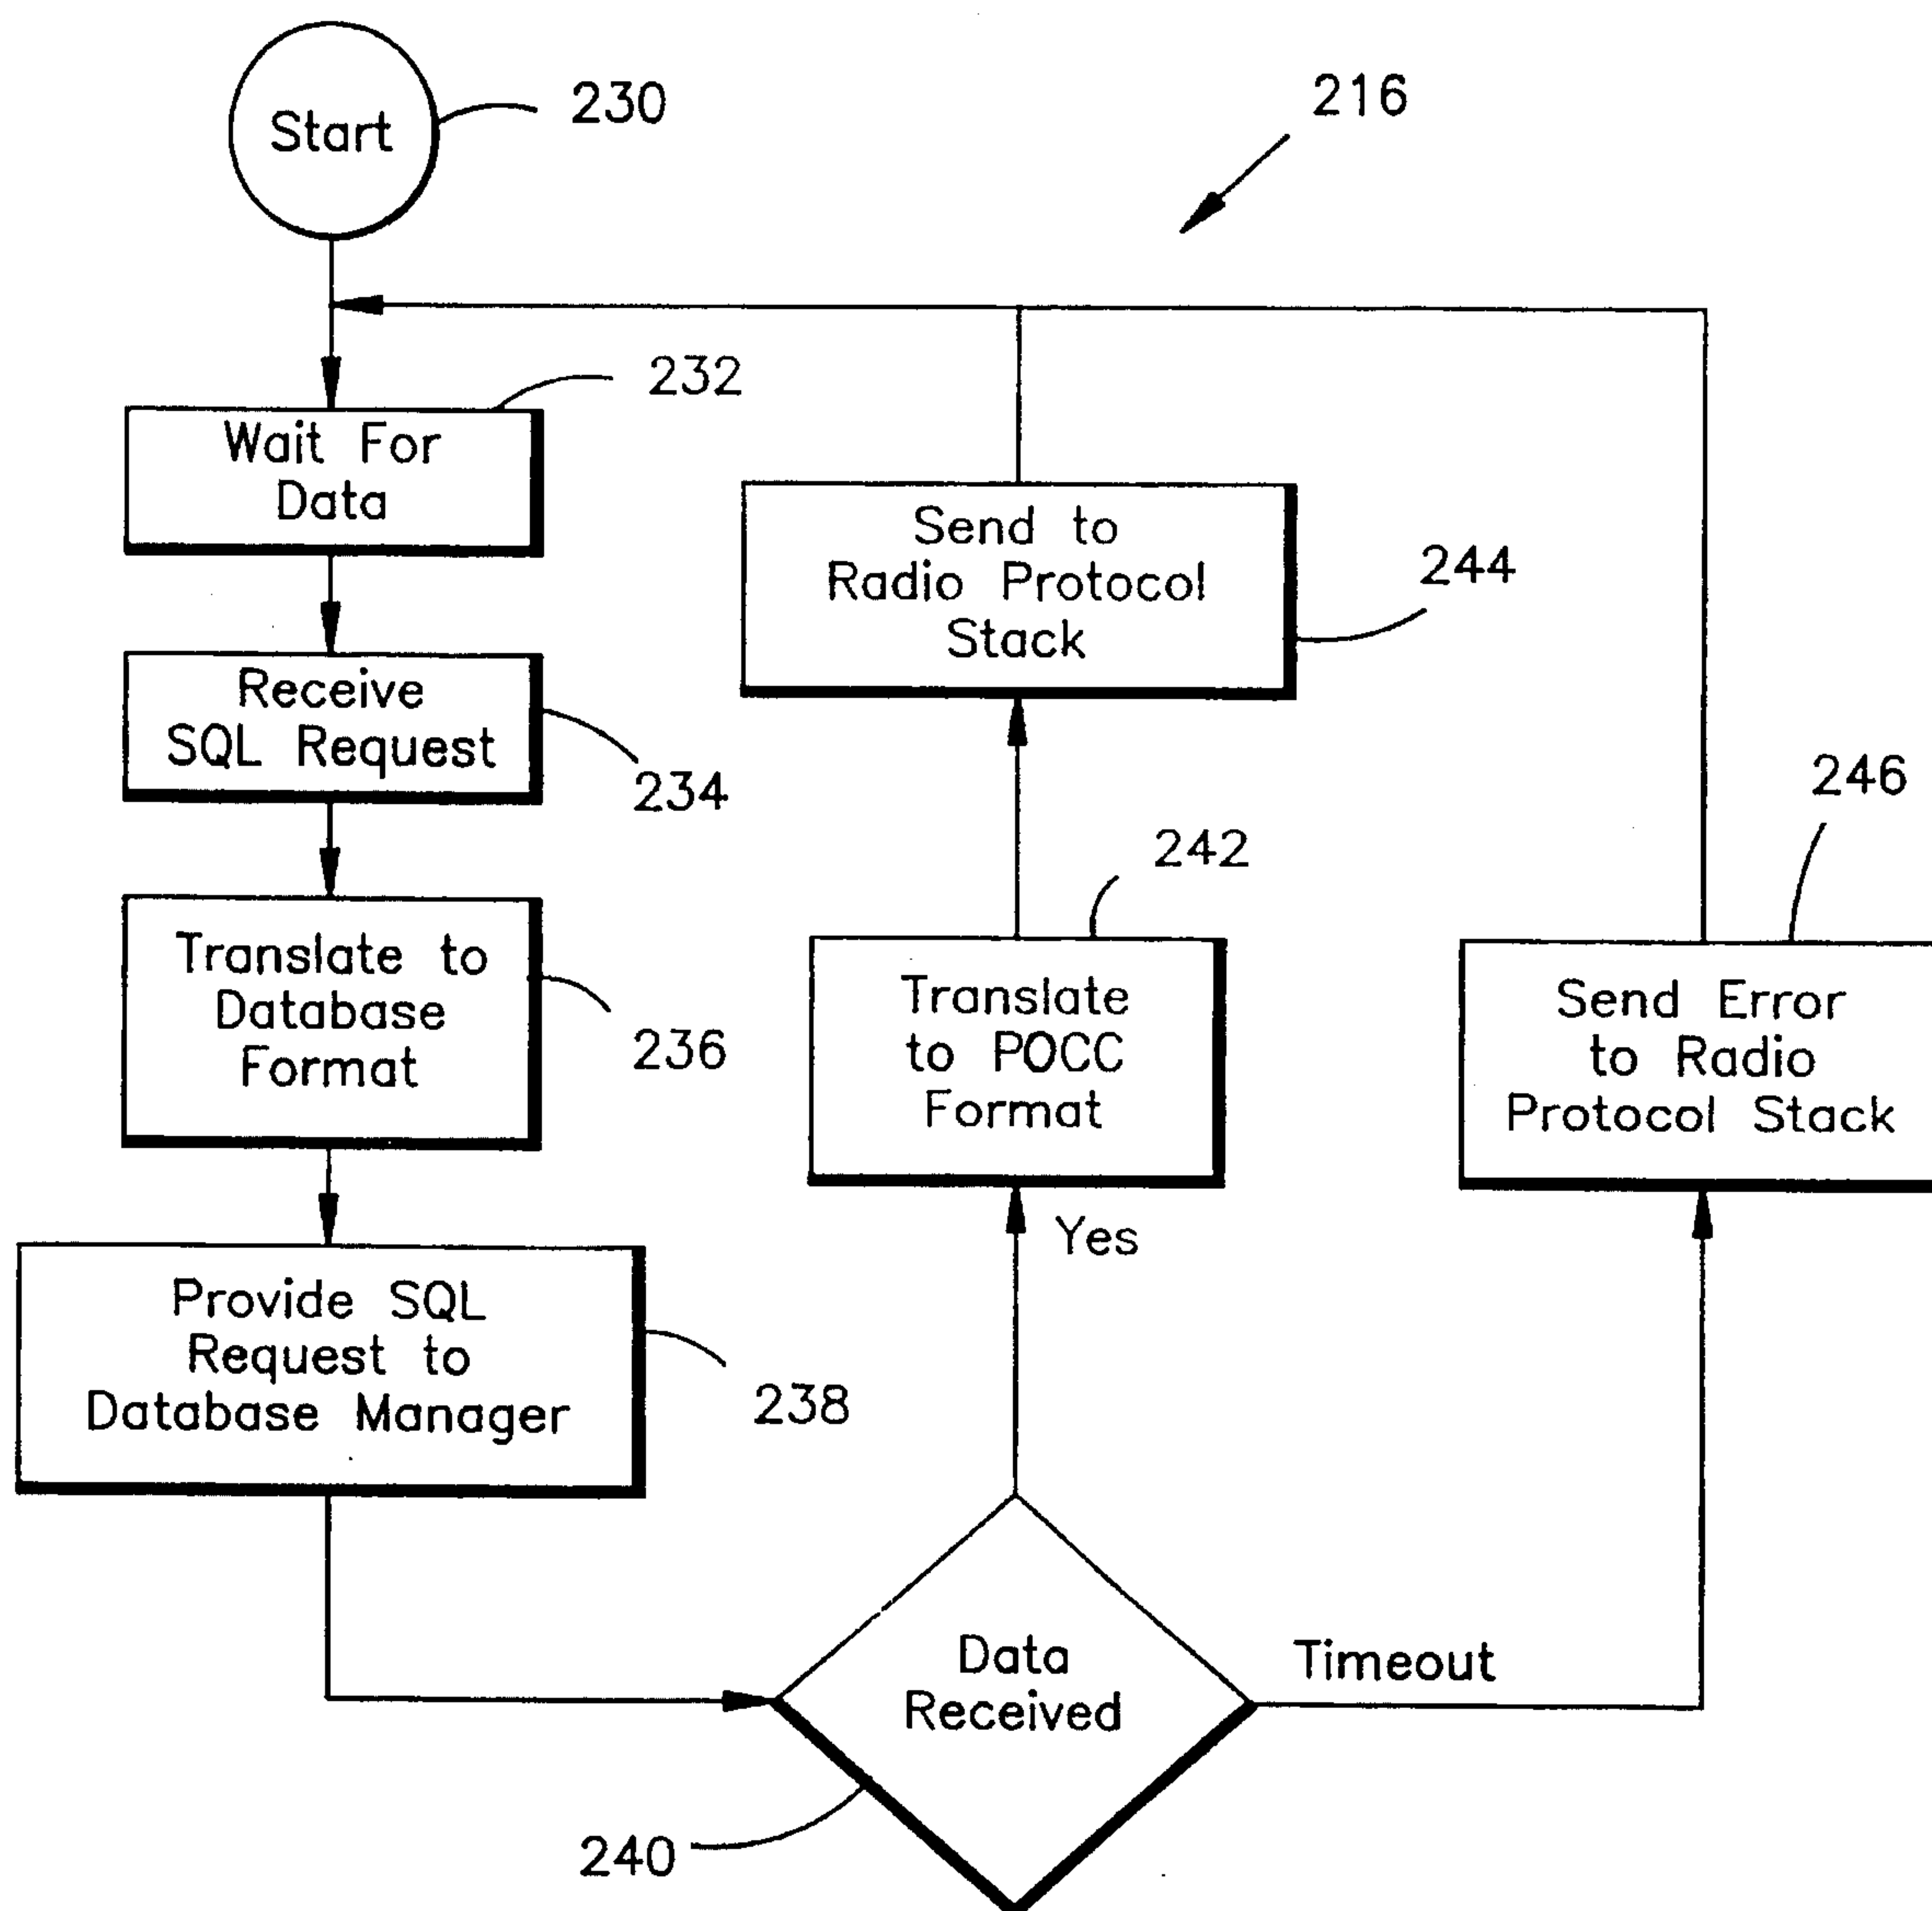 Start
230
216
Wait For
Data
232
Receive
SQL Request
234
Translate to
Database
Format
236
Provide SQL
Request to
Database Manager
238
Data
Received
240
Yes
Timeout
Translate
to POCC
Format
242
Send to
Radio Protocol
Stack
244
Send Error
to Radio
Protocol Stack
246